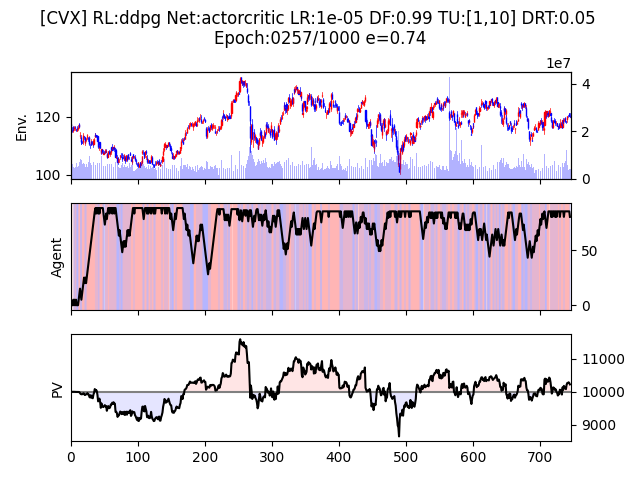 [CVX] RL:ddpg Net:actorcritic LR:1e-05 DF:0.99 TU:[1,10] DRT:0.05
Epoch:0257/1000 e=0.74
1e7
Env.
120
100
4
2
0
Agent
50
0
PV
11000
10000
9000
0 100 200 300 400 500 600 700